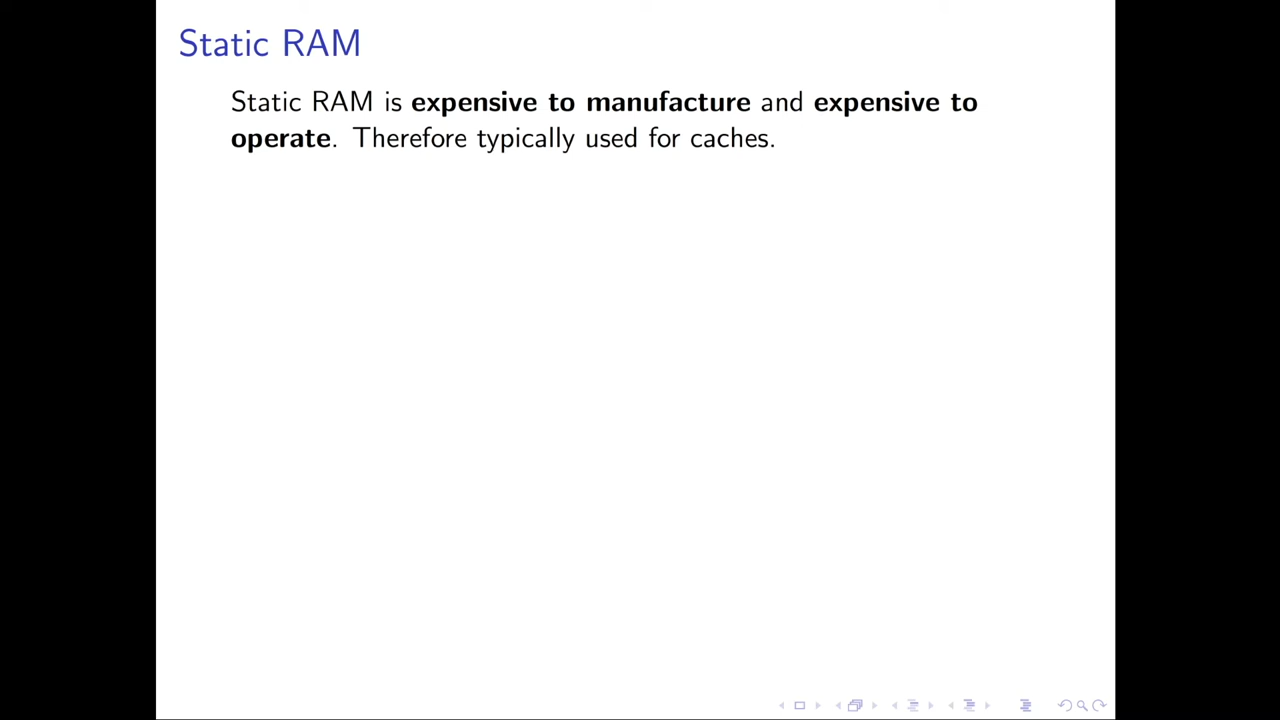 Static RAM
Static RAM is expensive to manufacture and expensive to
operate. Therefore typically used for caches.